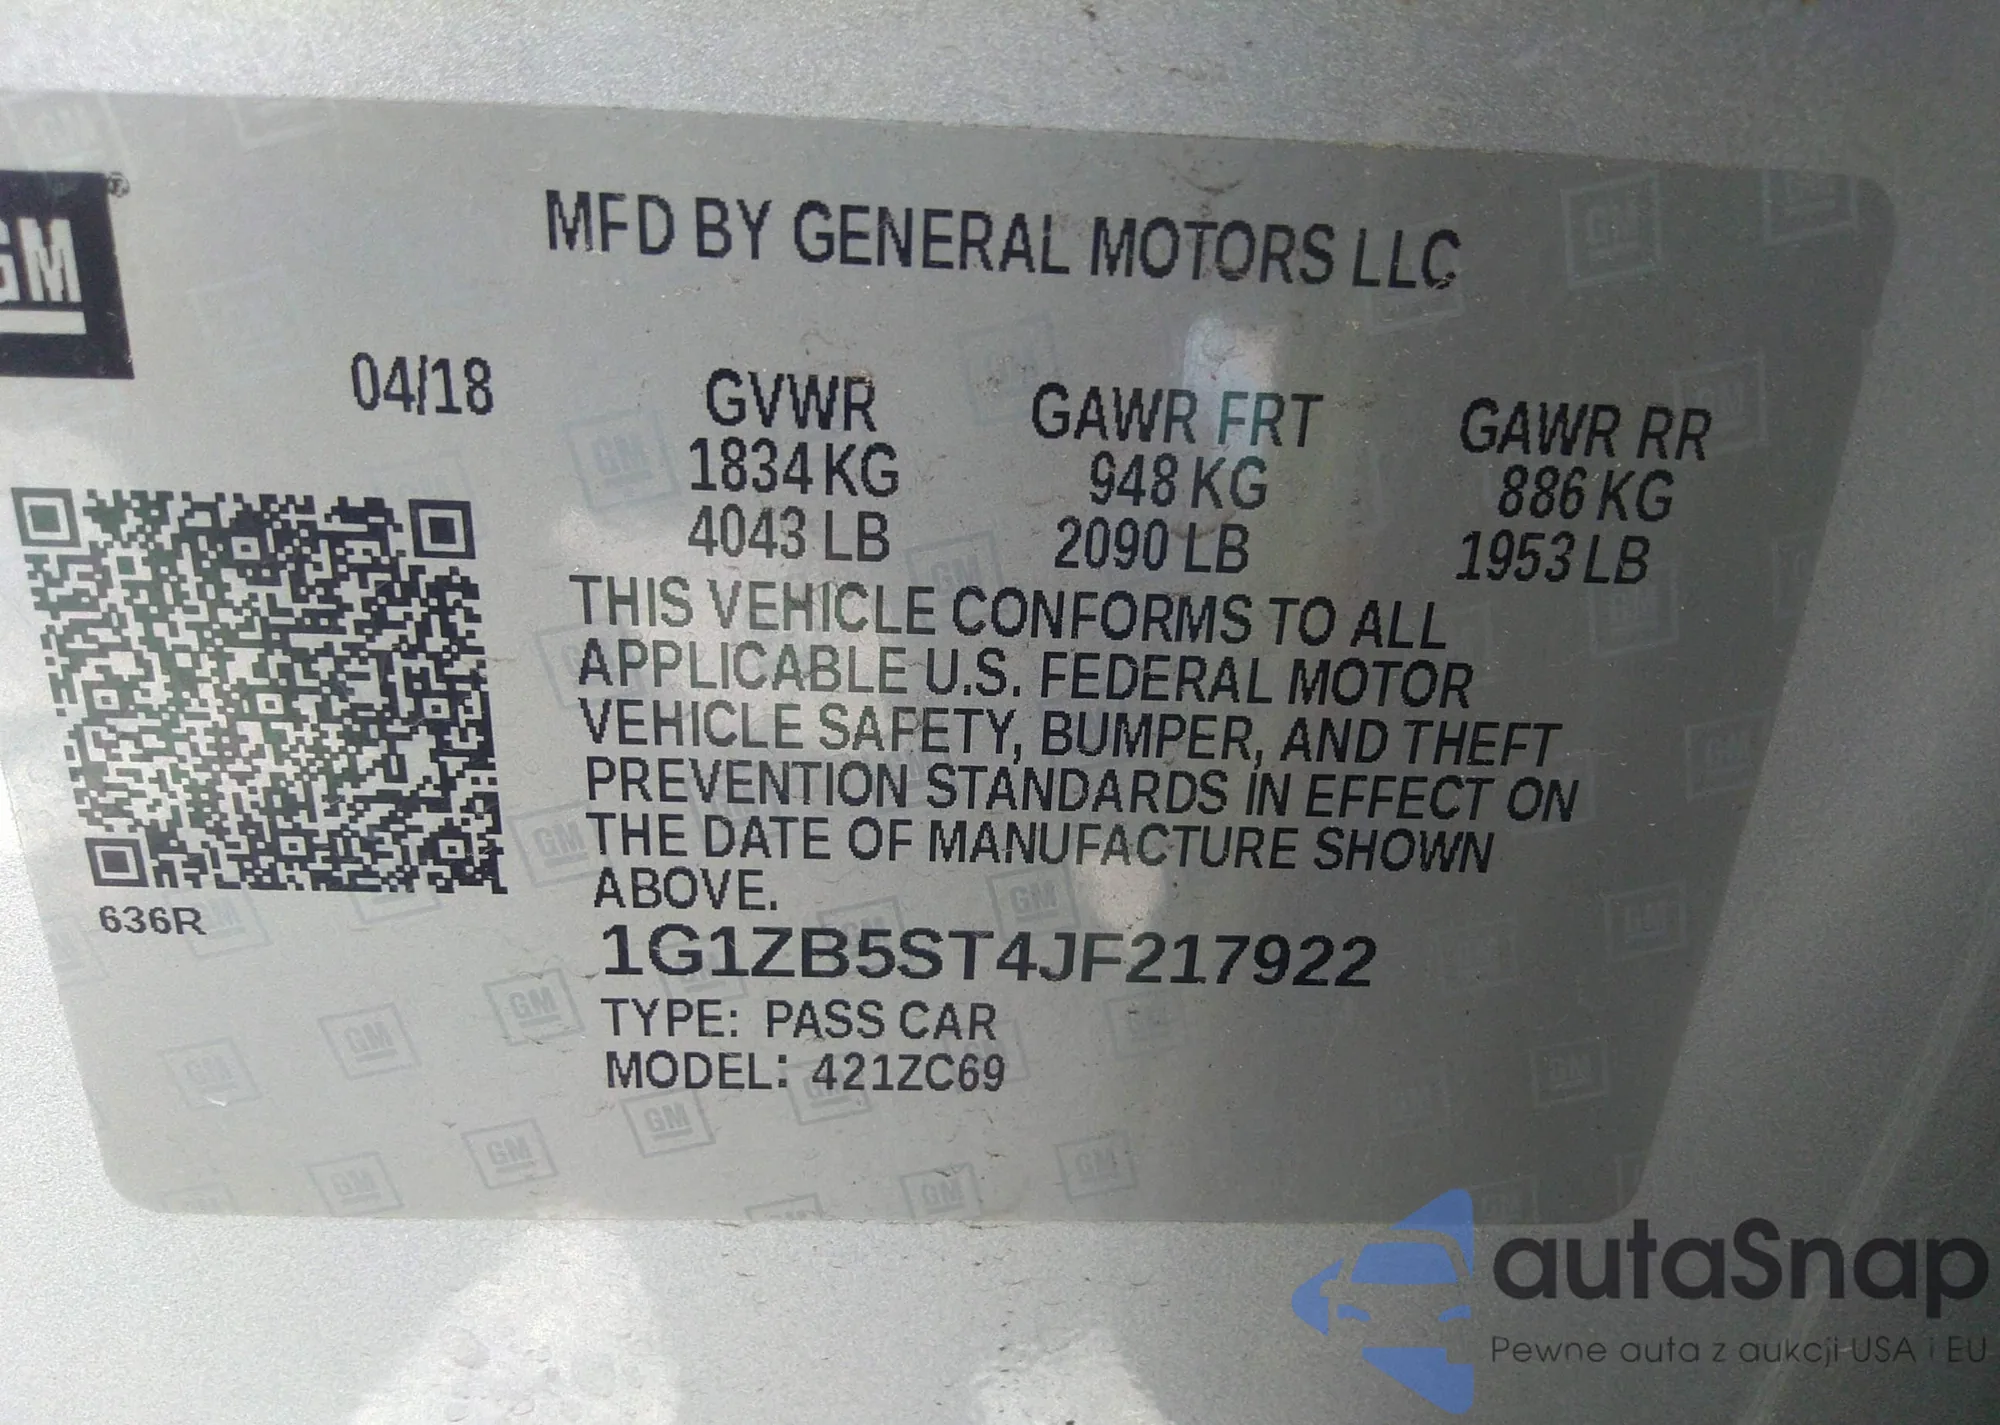 GM
MFD BY GENERAL MOTORS LLC
04/18
GVWR GAWR FRT GAWR RR
1834 KG 948 KG 886 KG
4043 LB 2090 LB 1953 LB
THIS VEHICLE CONFORMS TO ALL
APPLICABLE U.S. FEDERAL MOTOR
VEHICLE SAFETY, BUMPER, AND THEFT
PREVENTION STANDARDS IN EFFECT ON
THE DATE OF MANUFACTURE SHOWN
ABOVE.
636R
1G1ZB5ST4JF217922
TYPE: PASS CAR
MODEL: 421ZC69
autaSnap
Pewne auta z aukcji USA i EU